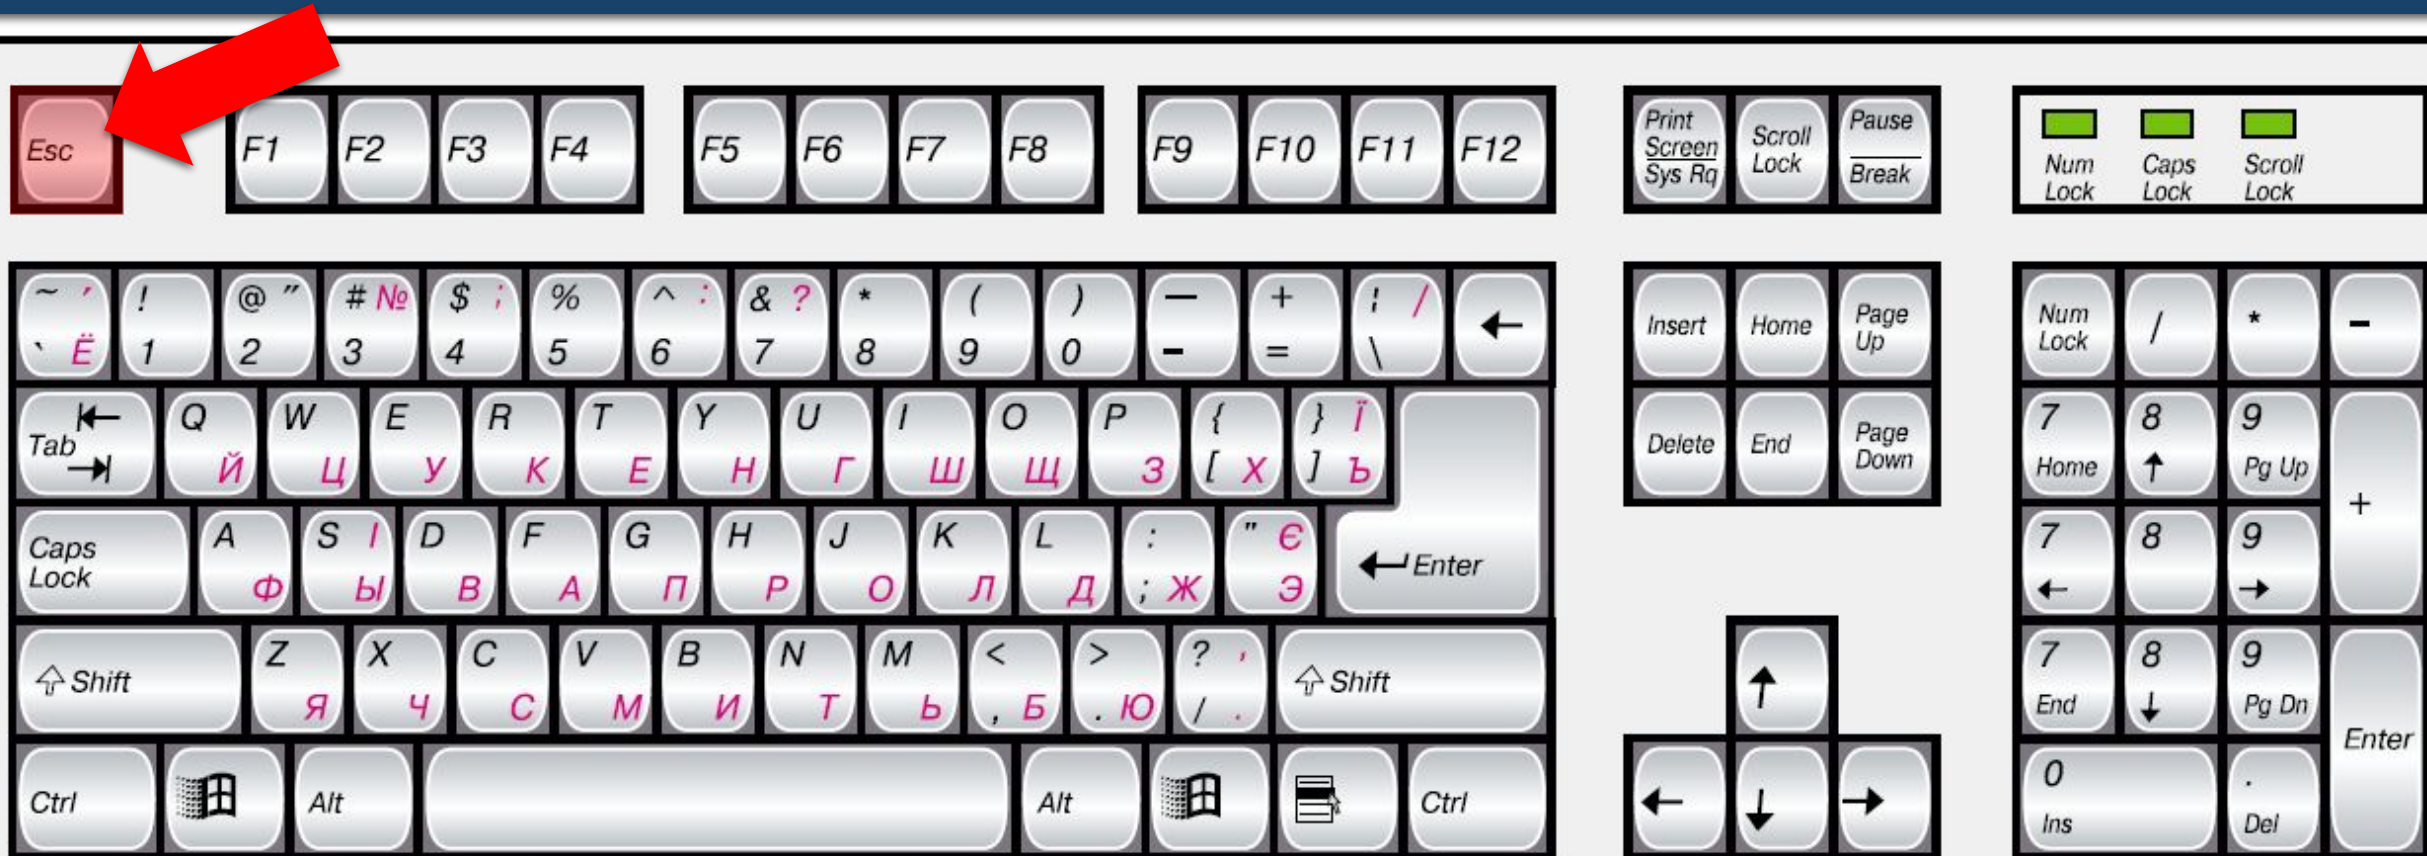 Esc F1 F2 F3 F4 F5 F6 F7 F8 F9 F10 F11 F12 Print Screen Sys Rq Scroll Lock Pause Break Num Lock Caps Lock Scroll Lock
~ ' ` Ё ! 1 @ " 2 # № 3 $ ; 4 % 5 ^ : 6 & ? 7 * 8 ( 9 ) 0 — - + = ¦ / \ ← Insert Home Page Up Num Lock / * -
Tab Q Й W Ц E У R К T Е Y Н U Г I Ш O Щ P З { [ Х } Ї ] Ъ Delete End Page Down 7 Home 8 ↑ 9 Pg Up +
Caps Lock A Ф S І Ы D В F А G П H Р J О K Л L Д : ; Ж " Є Э Enter 7 ← 8 9 →
Shift Z Я X Ч C С V М B И N Т M Ь < , Б > . Ю ? , / . Shift ↑ 7 End 8 ↓ 9 Pg Dn Enter
Ctrl Alt Alt Ctrl ← ↓ → 0 Ins . Del